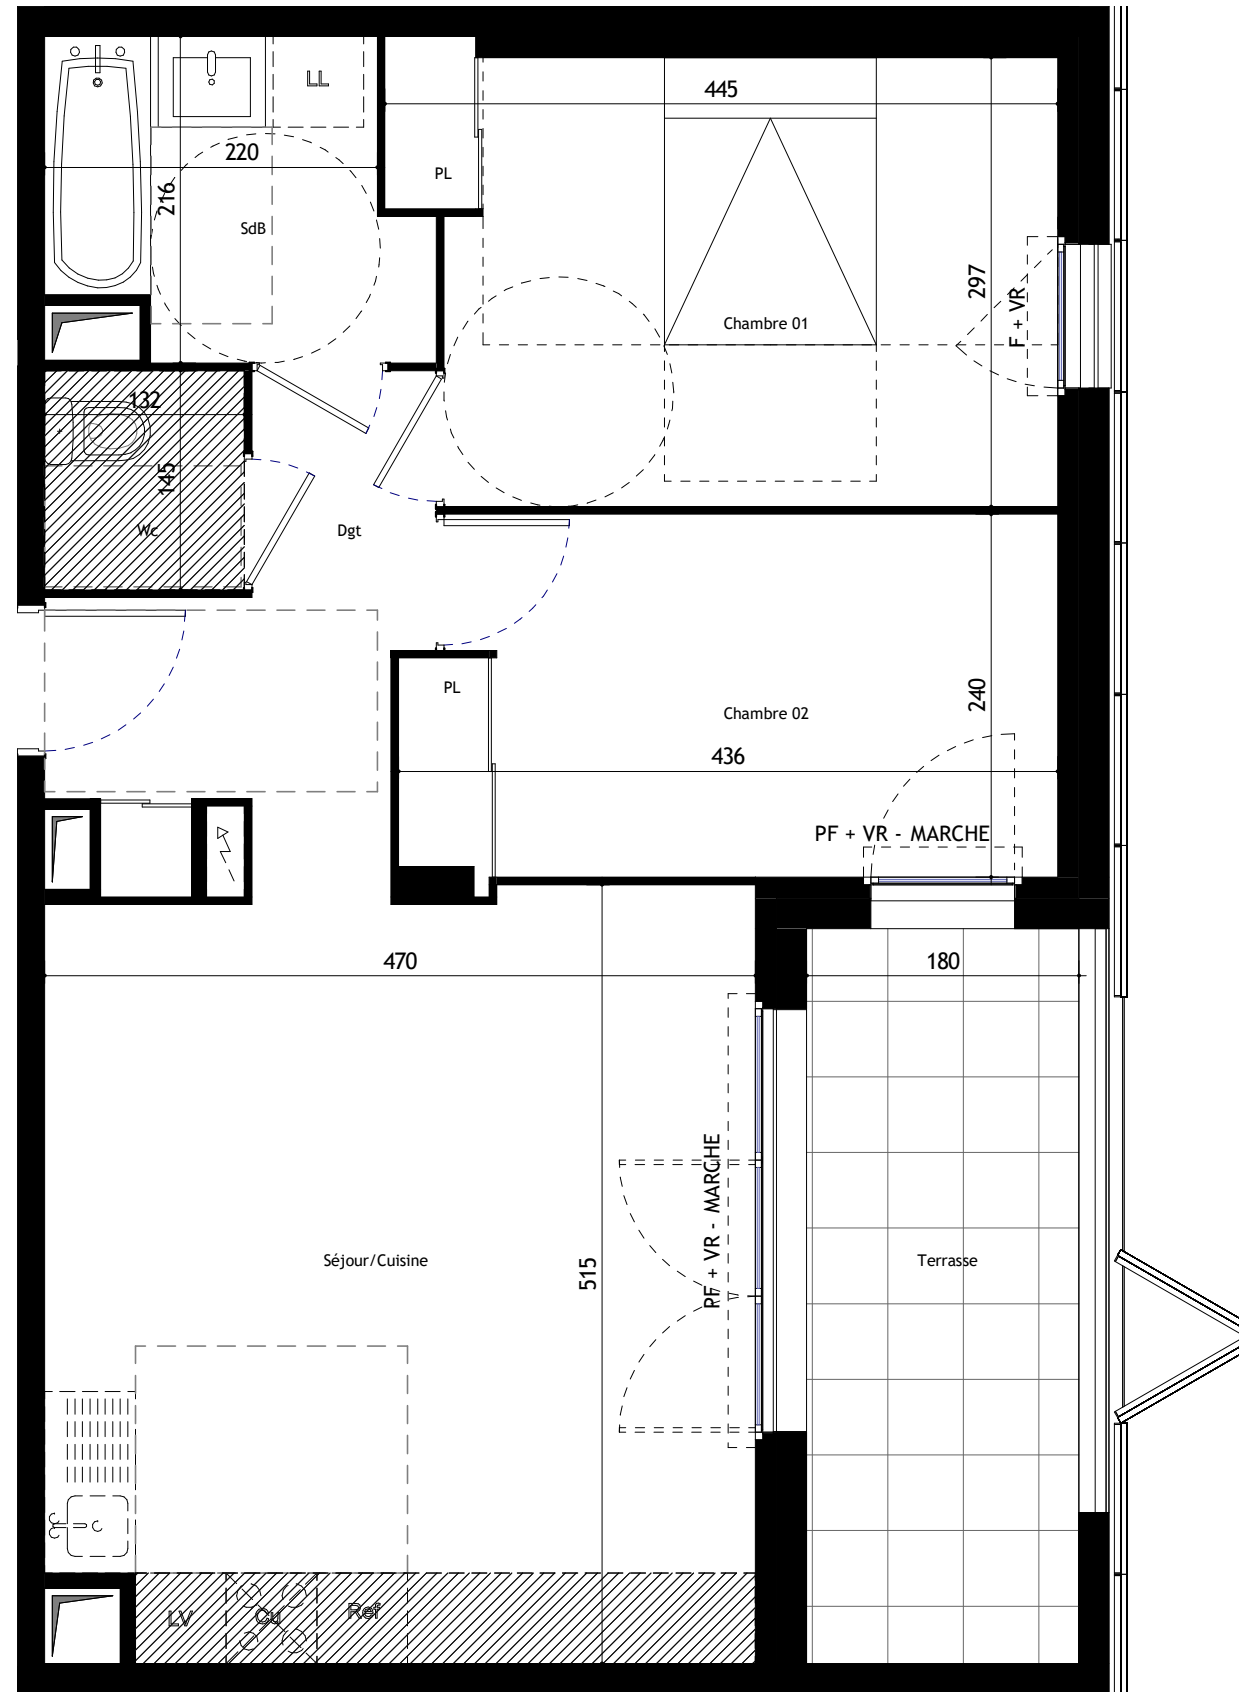 LL
445
220
PL
216
SdB
297
F + VR
Chambre 01
132
145
Wc
Dgt
PL
240
Chambre 02
436
PF + VR - MARCHE
470
180
PF + VR - MARCHE
Séjour/Cuisine
515
Terrasse
LV
Cu
Ref